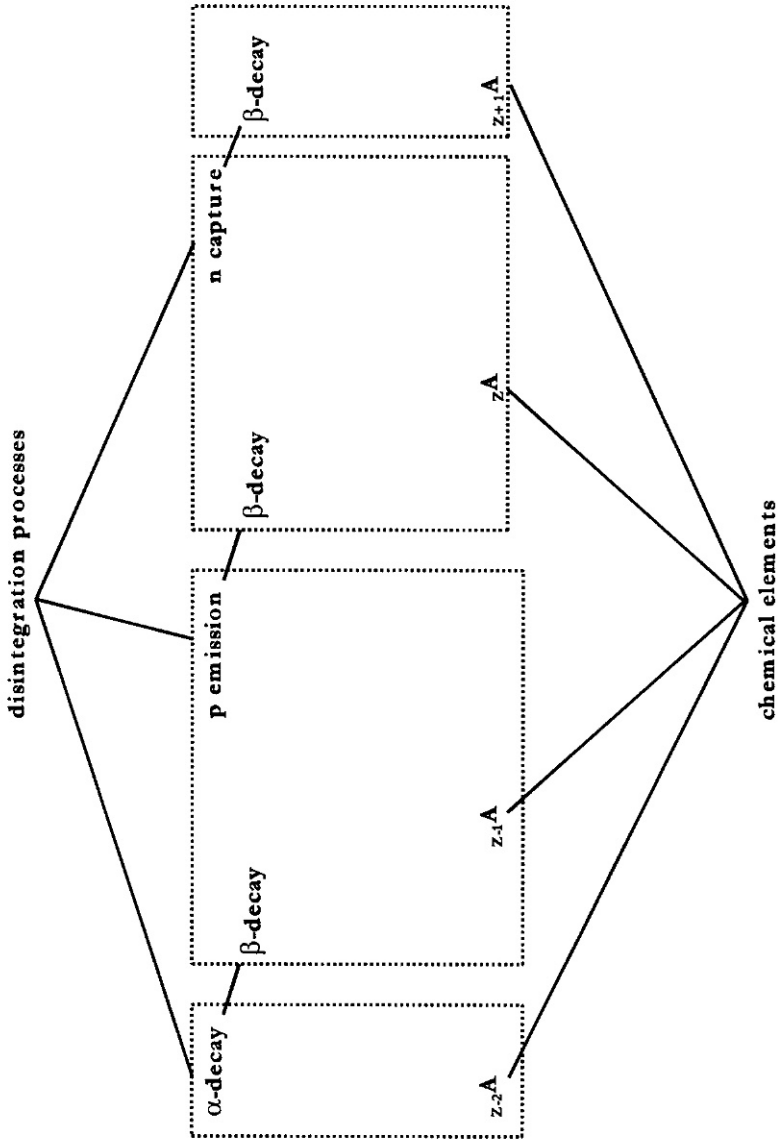 disintegration processes
α-decay
β-decay
p emission
β-decay
n capture
β-decay
z-2A
z-1A
zA
z+1A
chemical elements